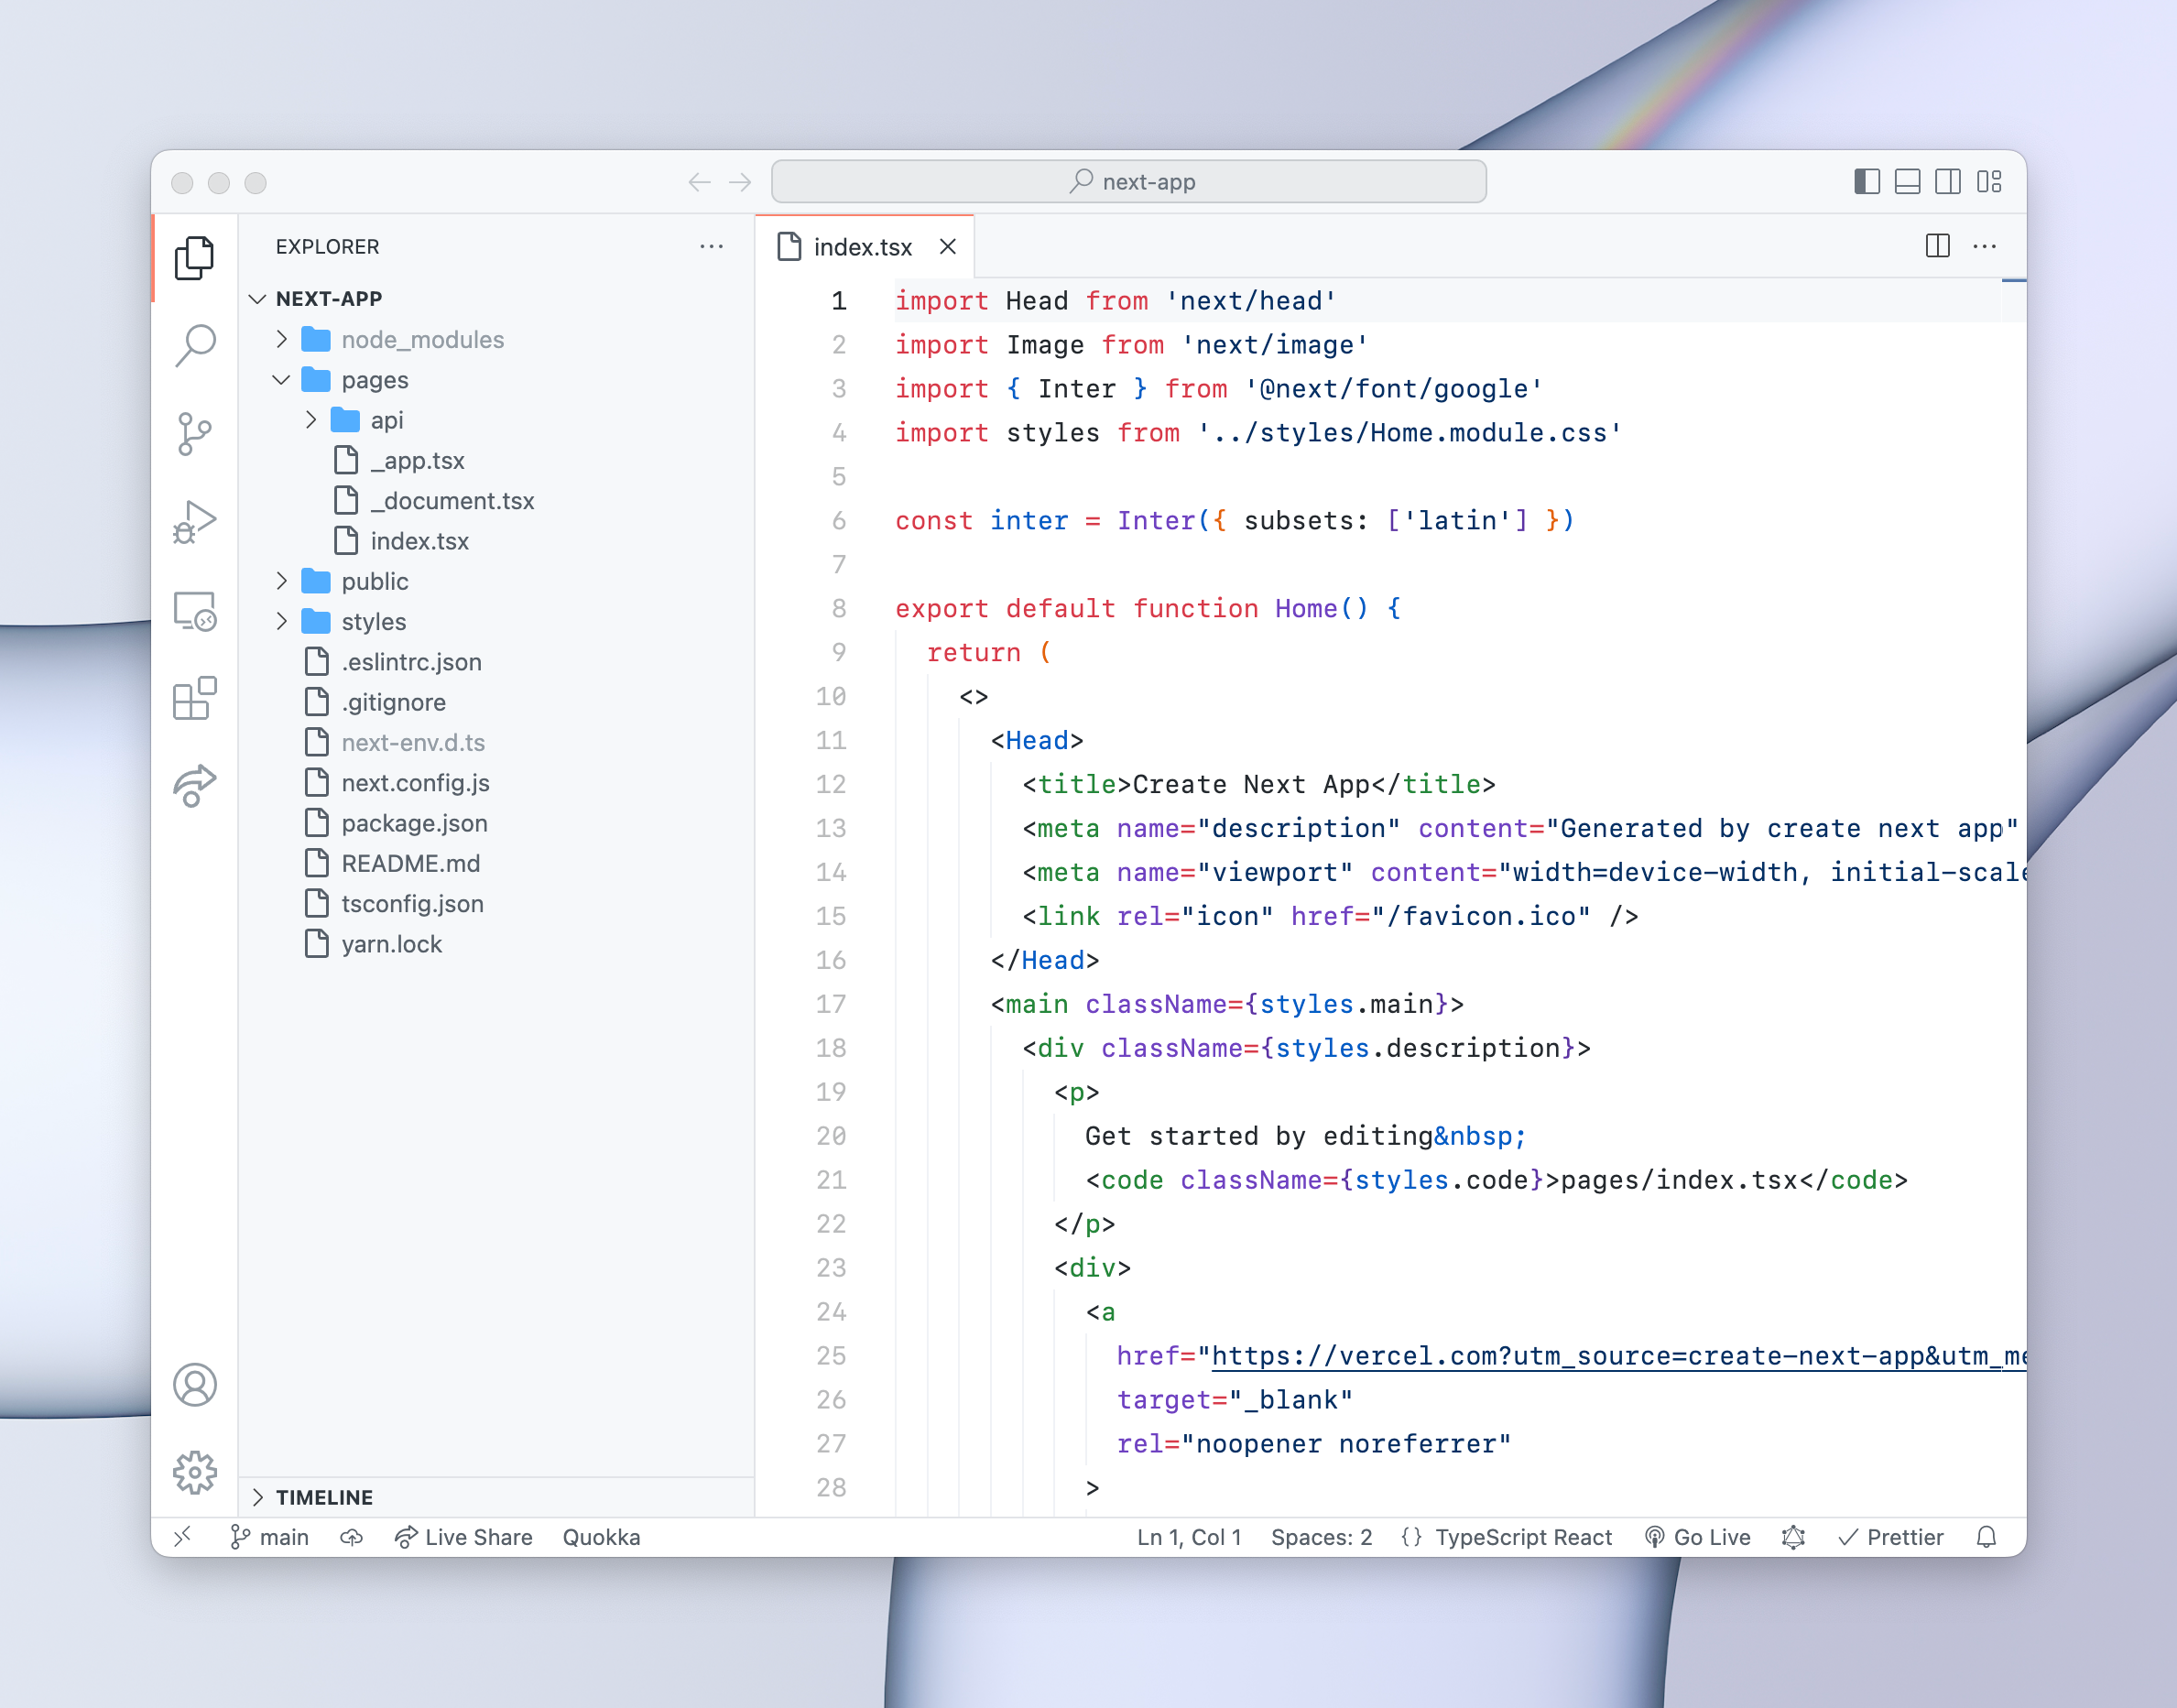 next-app
EXPLORER
NEXT-APP
node_modules
pages
api
_app.tsx
_document.tsx
index.tsx
public
styles
.eslintrc.json
.gitignore
next-env.d.ts
next.config.js
package.json
README.md
tsconfig.json
yarn.lock
TIMELINE
index.tsx
1 import Head from 'next/head'
2 import Image from 'next/image'
3 import { Inter } from '@next/font/google'
4 import styles from '../styles/Home.module.css'
5
6 const inter = Inter({ subsets: ['latin'] })
7
8 export default function Home() {
9 return (
10 <>
11 <Head>
12 <title>Create Next App</title>
13 <meta name="description" content="Generated by create next app"
14 <meta name="viewport" content="width=device-width, initial-scale
15 <link rel="icon" href="/favicon.ico" />
16 </Head>
17 <main className={styles.main}>
18 <div className={styles.description}>
19 <p>
20 Get started by editing&nbsp;
21 <code className={styles.code}>pages/index.tsx</code>
22 </p>
23 <div>
24 <a
25 href="https://vercel.com?utm_source=create-next-app&utm_me
26 target="_blank"
27 rel="noopener noreferrer"
28 >
main Live Share Quokka Ln 1, Col 1 Spaces: 2 {} TypeScript React Go Live Prettier